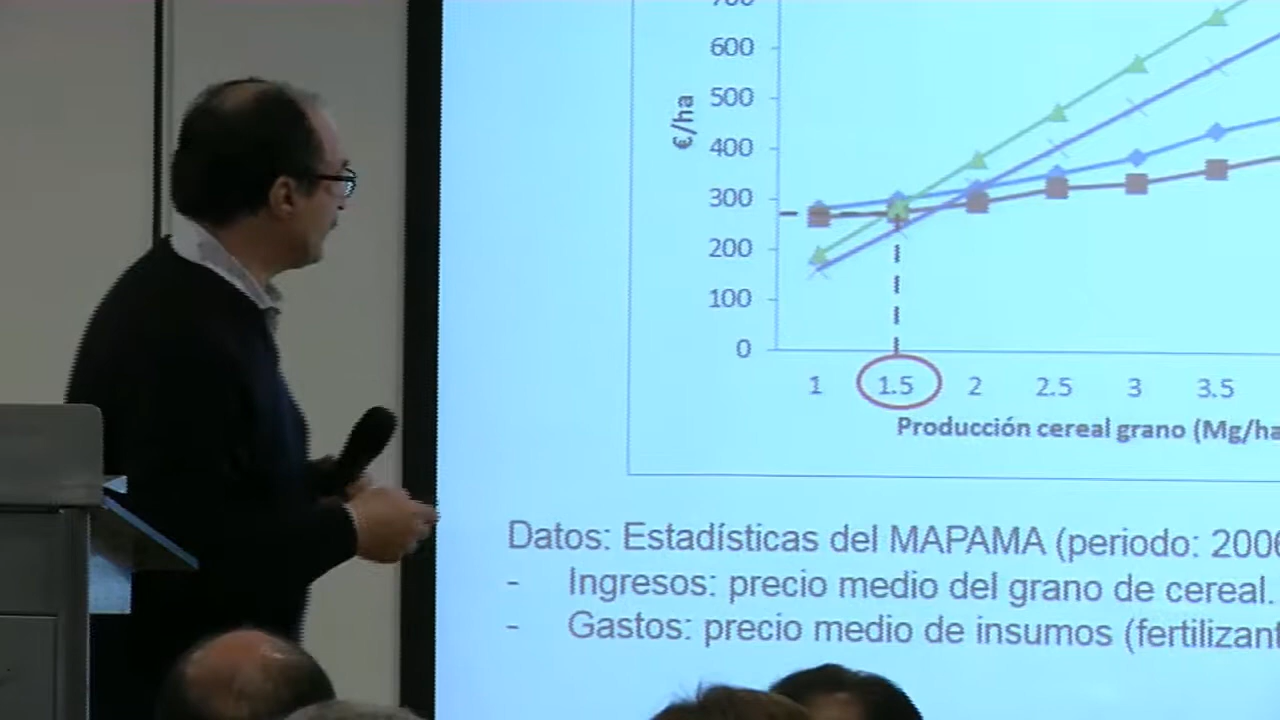 700
600
500
400
300
200
100
0
€/ha
1 1.5 2 2.5 3 3.5
Producción cereal grano (Mg/ha
Datos: Estadísticas del MAPAMA (periodo: 2006
- Ingresos: precio medio del grano de cereal.
- Gastos: precio medio de insumos (fertilizant